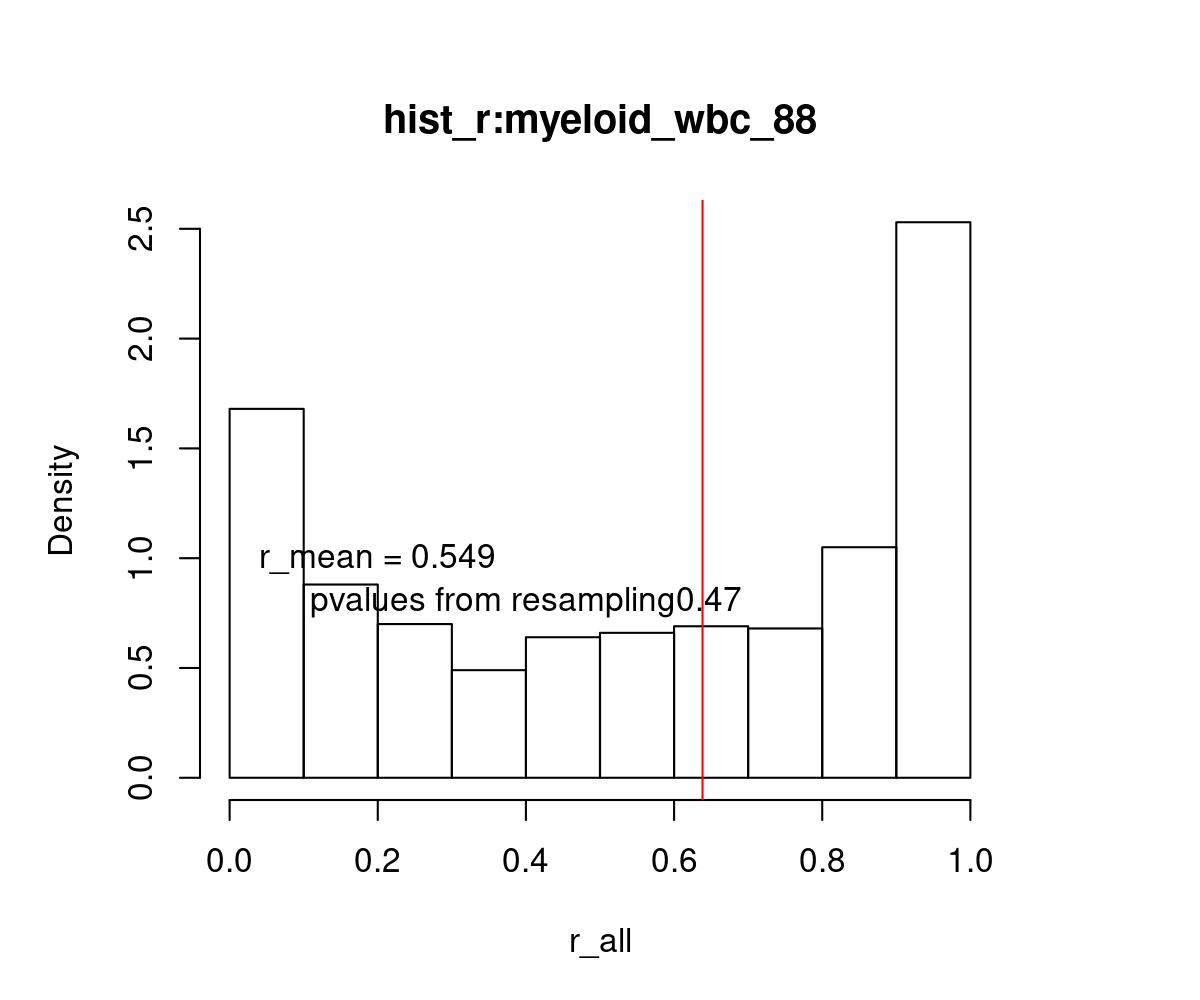 hist_r:myeloid_wbc_88
2.5
2.0
1.5
1.0
0.5
0.0
Density
r_mean = 0.549
pvalues from resampling0.47
0.0 0.2 0.4 0.6 0.8 1.0
r_all